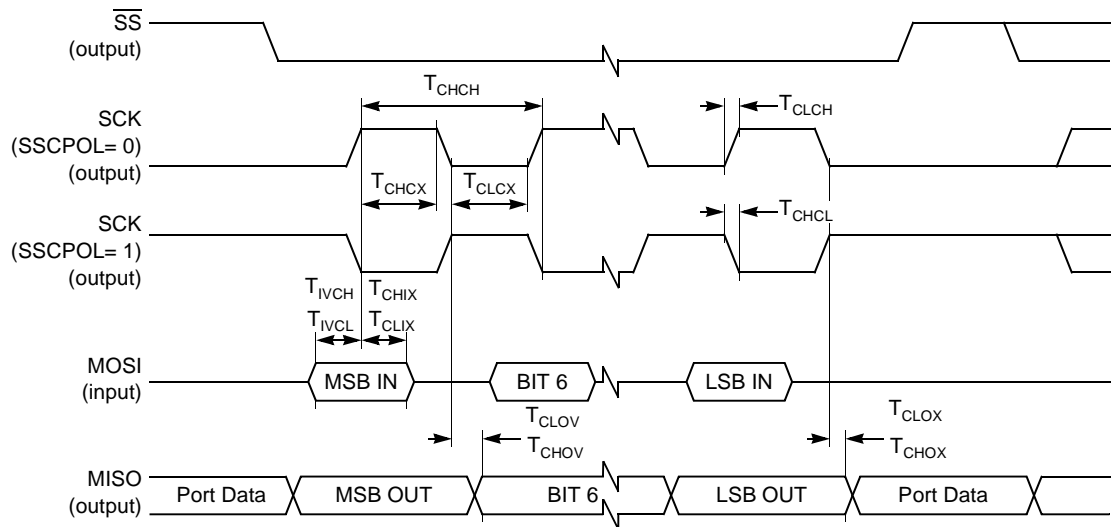 SS
(output)
T_CHCH
T_CLCH
SCK
(SSCPOL= 0)
(output)
T_CHCX
T_CLCX
T_CHCL
SCK
(SSCPOL= 1)
(output)
T_IVCH
T_CHIX
T_IVCL
T_CLIX
MOSI
(input)
MSB IN
BIT 6
LSB IN
T_CLOV
T_CHOV
T_CLOX
T_CHOX
MISO
(output)
Port Data
MSB OUT
BIT 6
LSB OUT
Port Data